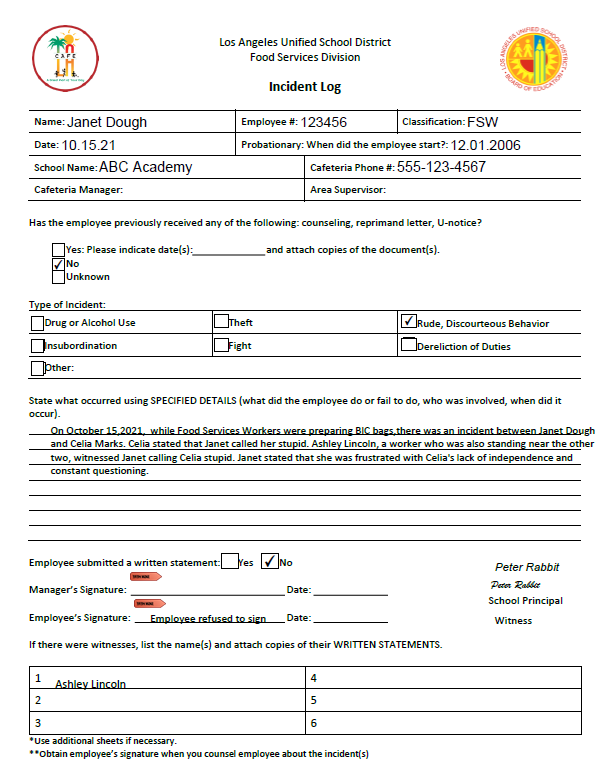 CAFE
LA
LOS ANGELES UNIFIED SCHOOL DISTRICT
BOARD OF EDUCATION
Los Angeles Unified School District
Food Services Division
Incident Log
Name: Janet Dough Employee #: 123456 Classification: FSW
Date: 10.15.21 Probationary: When did the employee start?: 12.01.2006
School Name: ABC Academy Cafeteria Phone #: 555-123-4567
Cafeteria Manager: Area Supervisor:
Has the employee previously received any of the following: counseling, reprimand letter, U-notice?
Yes: Please indicate date(s):______________ and attach copies of the document(s).
✓ No
Unknown
Type of Incident:
Drug or Alcohol Use Theft ✓ Rude, Discourteous Behavior
Insubordination Fight Dereliction of Duties
Other:
State what occurred using SPECIFIED DETAILS (what did the employee do or fail to do, who was involved, when did it
occur).
On October 15,2021, while Food Services Workers were preparing BIC bags,there was an incident between Janet Dough
and Celia Marks. Celia stated that Janet called her stupid. Ashley Lincoln, a worker who was also standing near the other
two, witnessed Janet calling Celia stupid. Janet stated that she was frustrated with Celia's lack of independence and
constant questioning.
Employee submitted a written statement: Yes ✓ No
Peter Rabbit
Peter Rabbit
Manager's Signature: Date:
School Principal
Employee's Signature: Employee refused to sign Date:
Witness
If there were witnesses, list the name(s) and attach copies of their WRITTEN STATEMENTS.
1 Ashley Lincoln 4
2 5
3 6
*Use additional sheets if necessary.
**Obtain employee's signature when you counsel employee about the incident(s)